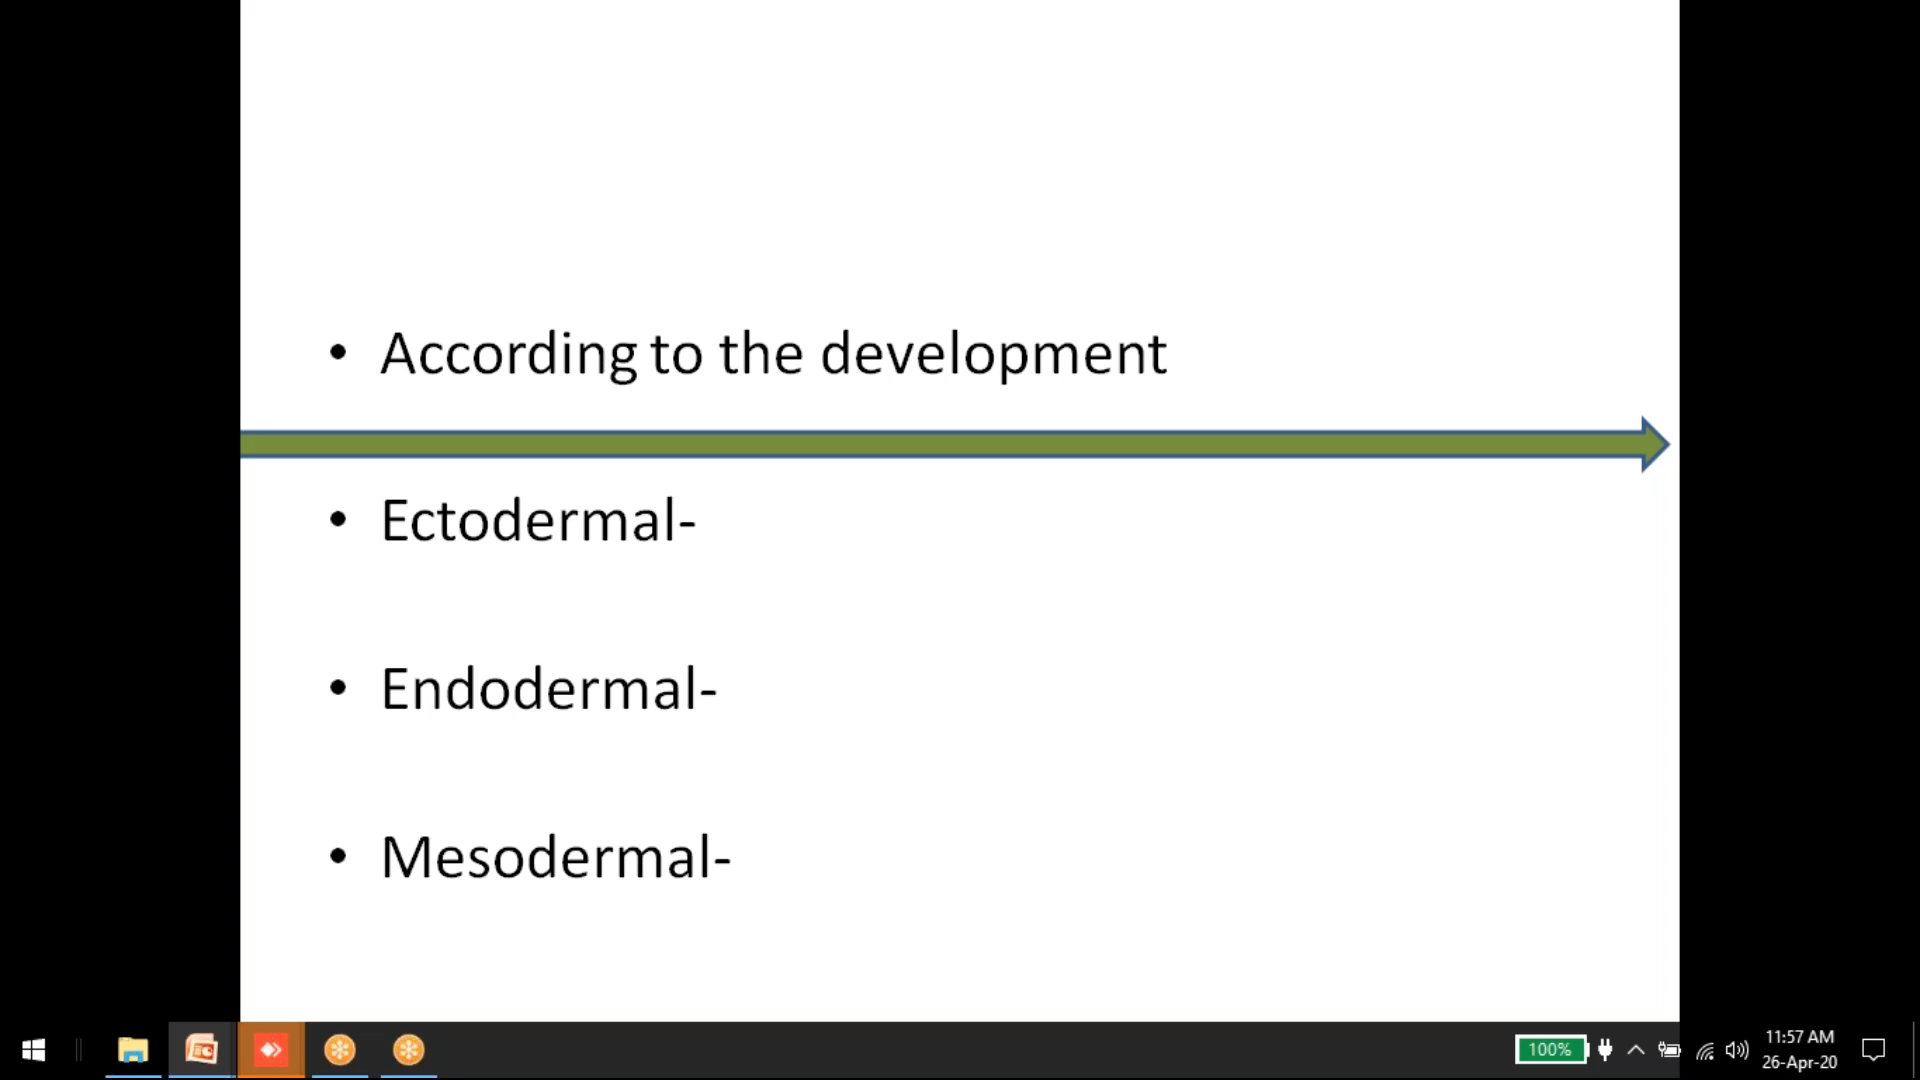 • According to the development
• Ectodermal-
• Endodermal-
• Mesodermal-
100%
11:57 AM
26-Apr-20